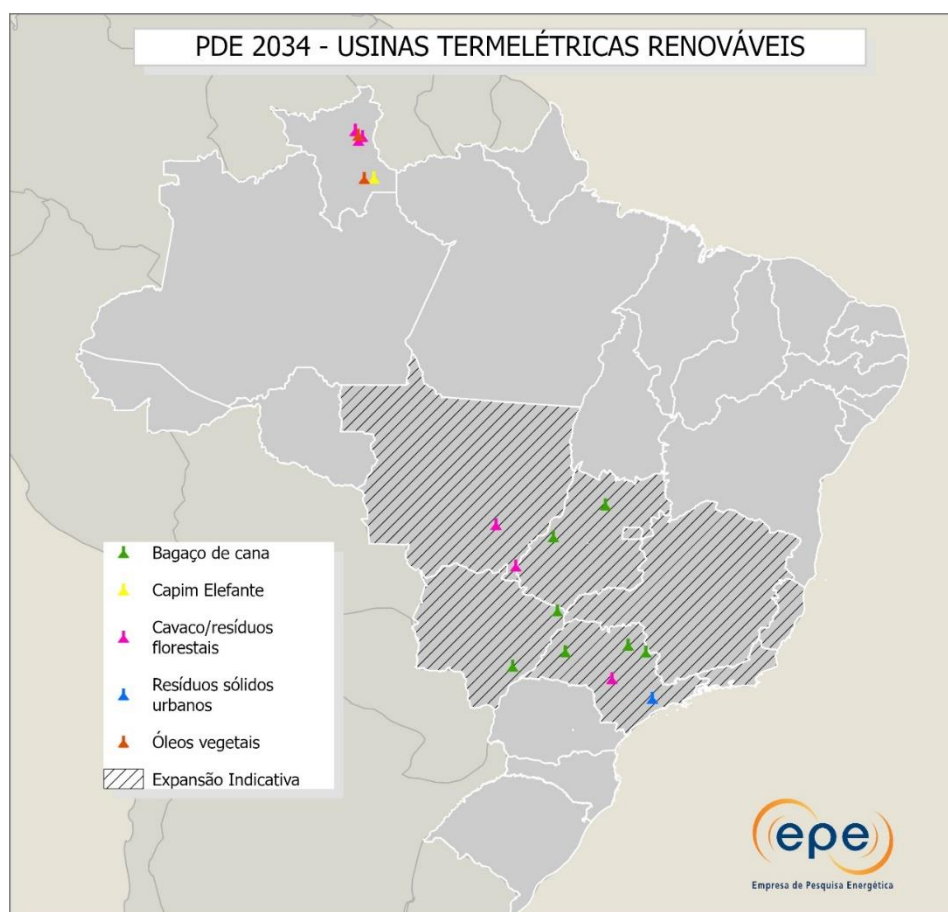 PDE 2034 - USINAS TERMELÉTRICAS RENOVÁVEIS
Bagaço de cana
Capim Elefante
Cavaco/resíduos
florestais
Resíduos sólidos
urbanos
Óleos vegetais
Expansão Indicativa
epe
Empresa de Pesquisa Energética